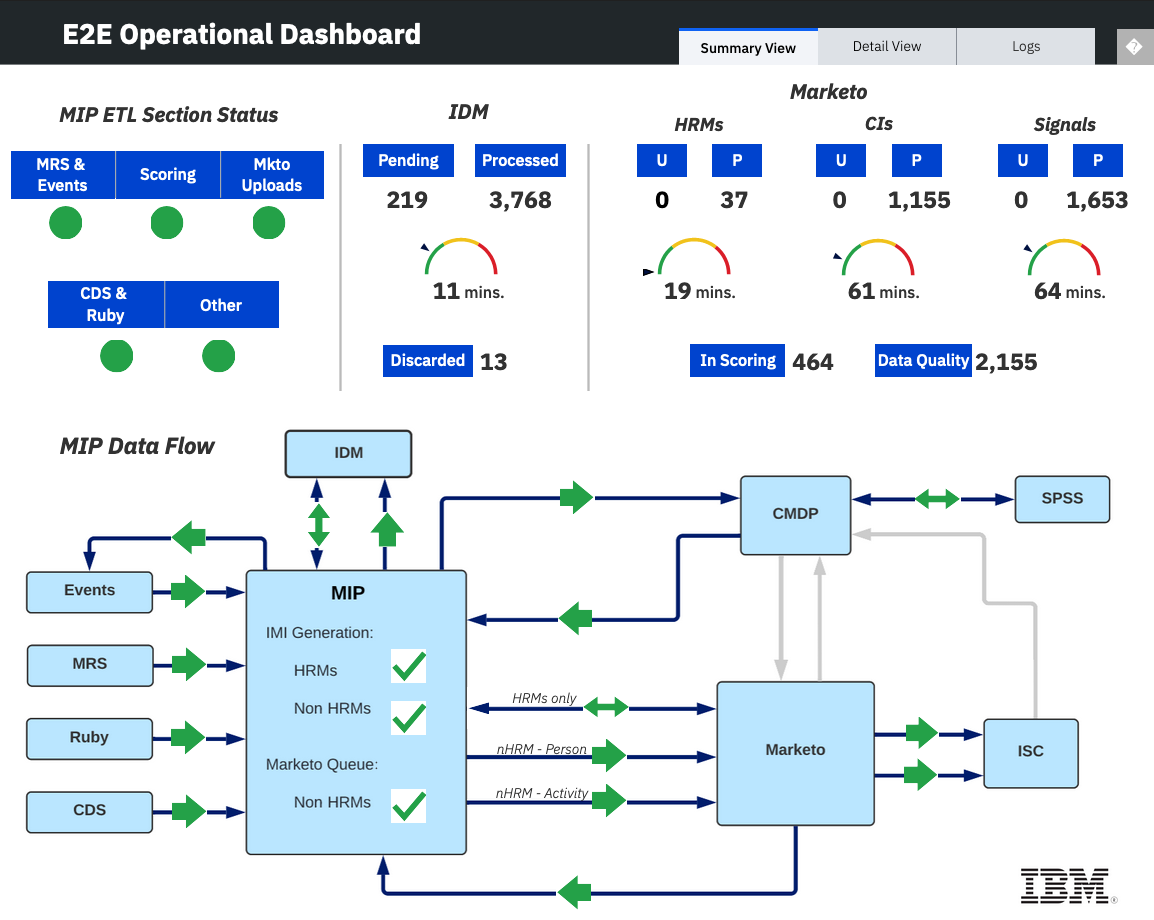 E2E Operational Dashboard
Summary View
Detail View
Logs
MIP ETL Section Status
MRS &
Events
Scoring
Mkto
Uploads
CDS &
Ruby
Other
IDM
Pending
Processed
219
3,768
11 mins.
Discarded
13
Marketo
HRMs
U
P
0
37
19 mins.
CIs
U
P
0
1,155
61 mins.
Signals
U
P
0
1,653
64 mins.
In Scoring
464
Data Quality
2,155
MIP Data Flow
IDM
CMDP
SPSS
Events
MRS
Ruby
CDS
MIP
IMI Generation:
HRMs
Non HRMs
Marketo Queue:
Non HRMs
HRMs only
nHRM - Person
nHRM - Activity
Marketo
ISC
IBM®